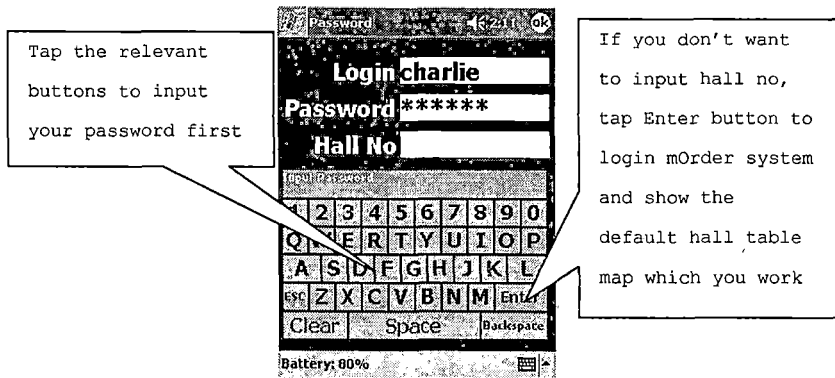 Tap the relevant
buttons to input
your password first
Password 2:11 ok
Login charlie
Password ******
Hall No
Input Password
1 2 3 4 5 6 7 8 9 0
Q W E R T Y U I O P
A S D F G H J K L
ESC Z X C V B N M Enter
Clear Space Backspace
Battery: 80%
If you don't want
to input hall no,
tap Enter button to
login mOrder system
and show the
default hall table
map which you work